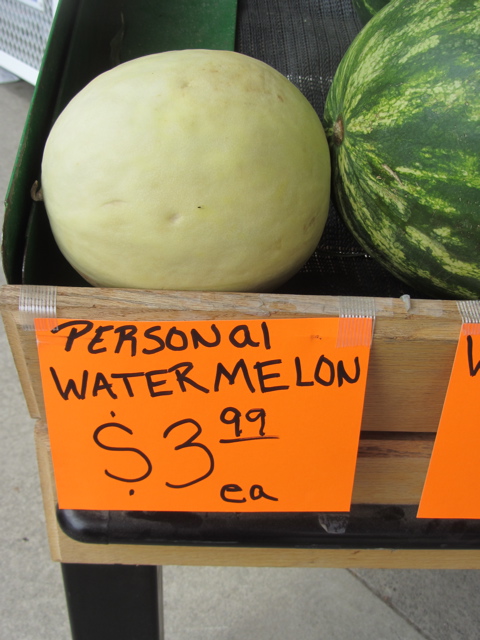 PERSONal
WATERMELON
$3.99
ea